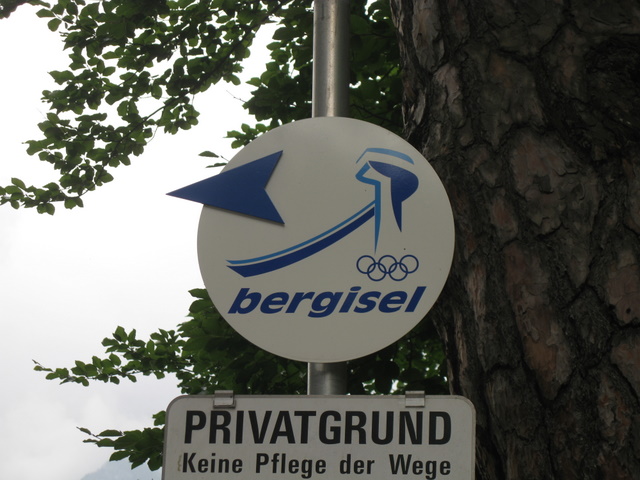 bergisel
PRIVATGRUND
Keine Pflege der Wege